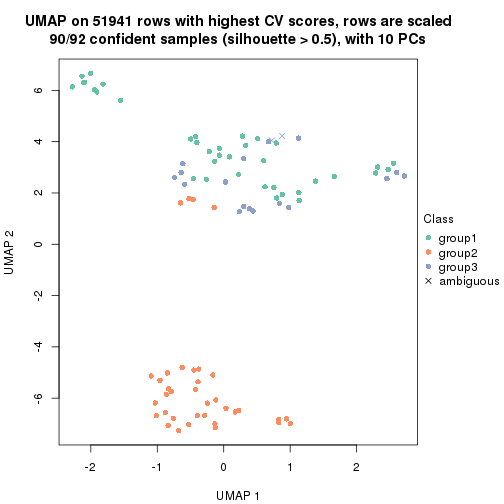 UMAP on 51941 rows with highest CV scores, rows are scaled
90/92 confident samples (silhouette > 0.5), with 10 PCs
6
4
2
0
-2
-4
-6
UMAP 2
-2
-1
0
1
2
UMAP 1
Class
group1
group2
group3
ambiguous